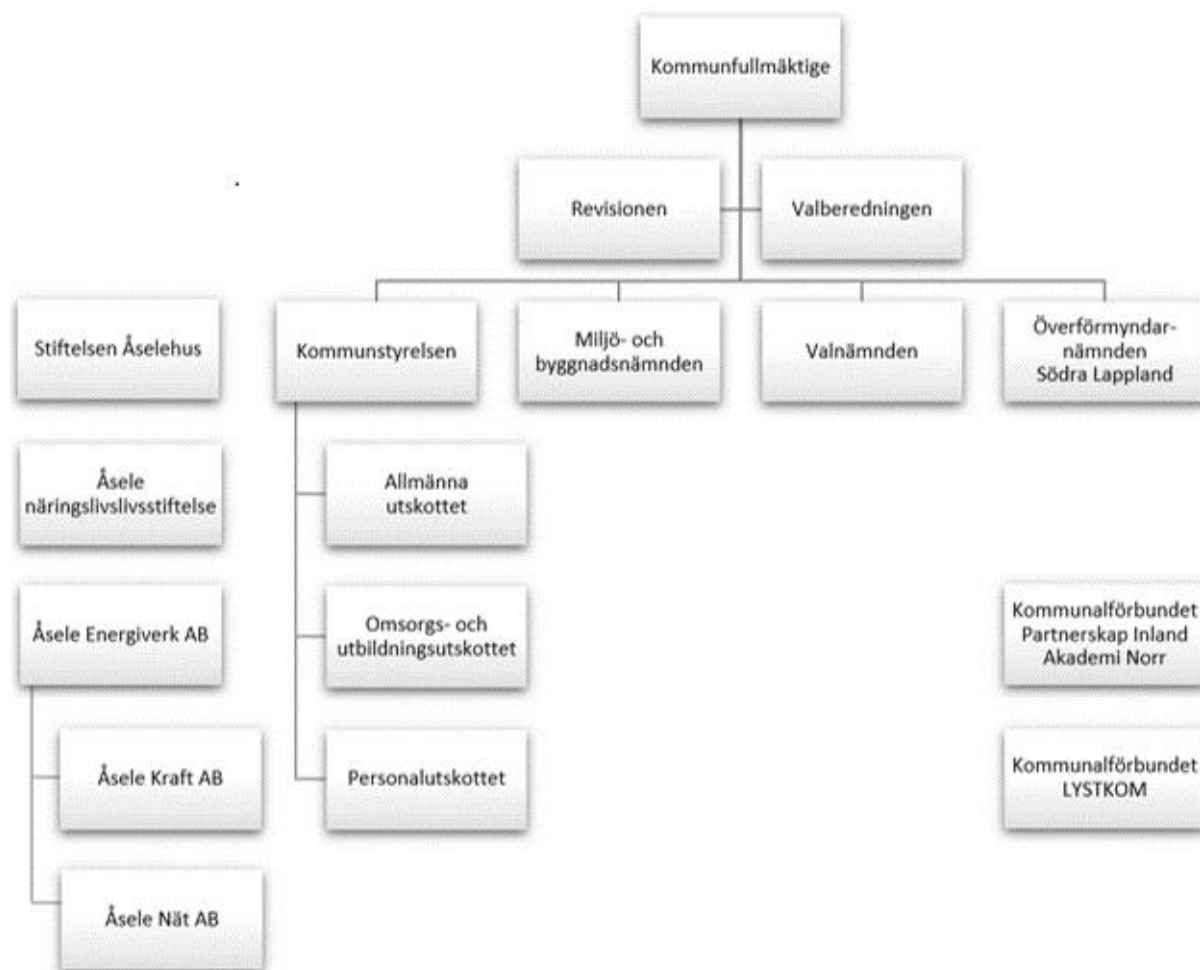 Kommunfullmäktige
Revisionen
Valberedningen
Stiftelsen Åselehus
Kommunstyrelsen
Miljö- och
byggnadsnämnden
Valnämnden
Överförmyndar-
nämnden
Södra Lappland
Åsele
näringslivslivsstiftelse
Allmänna
utskottet
Åsele Energiverk AB
Omsorgs- och
utbildningsutskottet
Kommunalförbundet
Partnerskap Inland
Akademi Norr
Åsele Kraft AB
Personalutskottet
Kommunalförbundet
LYSTKOM
Åsele Nät AB